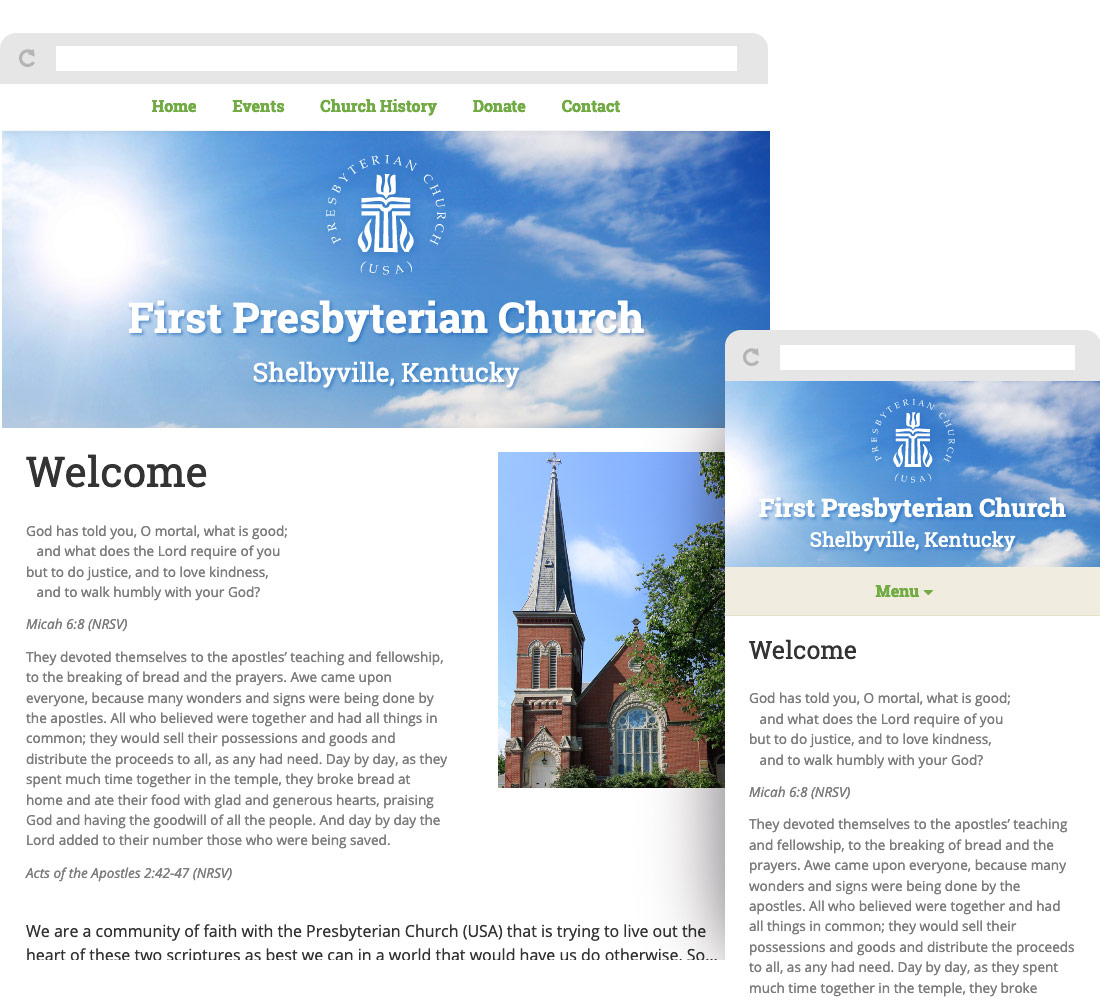 Home Events Church History Donate Contact
PRESBYTERIAN CHURCH
(USA)
First Presbyterian Church
Shelbyville, Kentucky
Welcome
God has told you, O mortal, what is good;
and what does the Lord require of you
but to do justice, and to love kindness,
and to walk humbly with your God?
Micah 6:8 (NRSV)
They devoted themselves to the apostles’ teaching and fellowship,
to the breaking of bread and the prayers. Awe came upon
everyone, because many wonders and signs were being done by
the apostles. All who believed were together and had all things in
common; they would sell their possessions and goods and
distribute the proceeds to all, as any had need. Day by day, as they
spent much time together in the temple, they broke bread at
home and ate their food with glad and generous hearts, praising
God and having the goodwill of all the people. And day by day the
Lord added to their number those who were being saved.
Acts of the Apostles 2:42-47 (NRSV)
We are a community of faith with the Presbyterian Church (USA) that is trying to live out the
heart of these two scriptures as best we can in a world that would have us do otherwise. So...
PRESBYTERIAN CHURCH
(USA)
First Presbyterian Church
Shelbyville, Kentucky
Menu
Welcome
God has told you, O mortal, what is good;
and what does the Lord require of you
but to do justice, and to love kindness,
and to walk humbly with your God?
Micah 6:8 (NRSV)
They devoted themselves to the apostles’ teaching
and fellowship, to the breaking of bread and the
prayers. Awe came upon everyone, because many
wonders and signs were being done by the
apostles. All who believed were together and had
all things in common; they would sell their
possessions and goods and distribute the proceeds
to all, as any had need. Day by day, as they spent
much time together in the temple, they broke